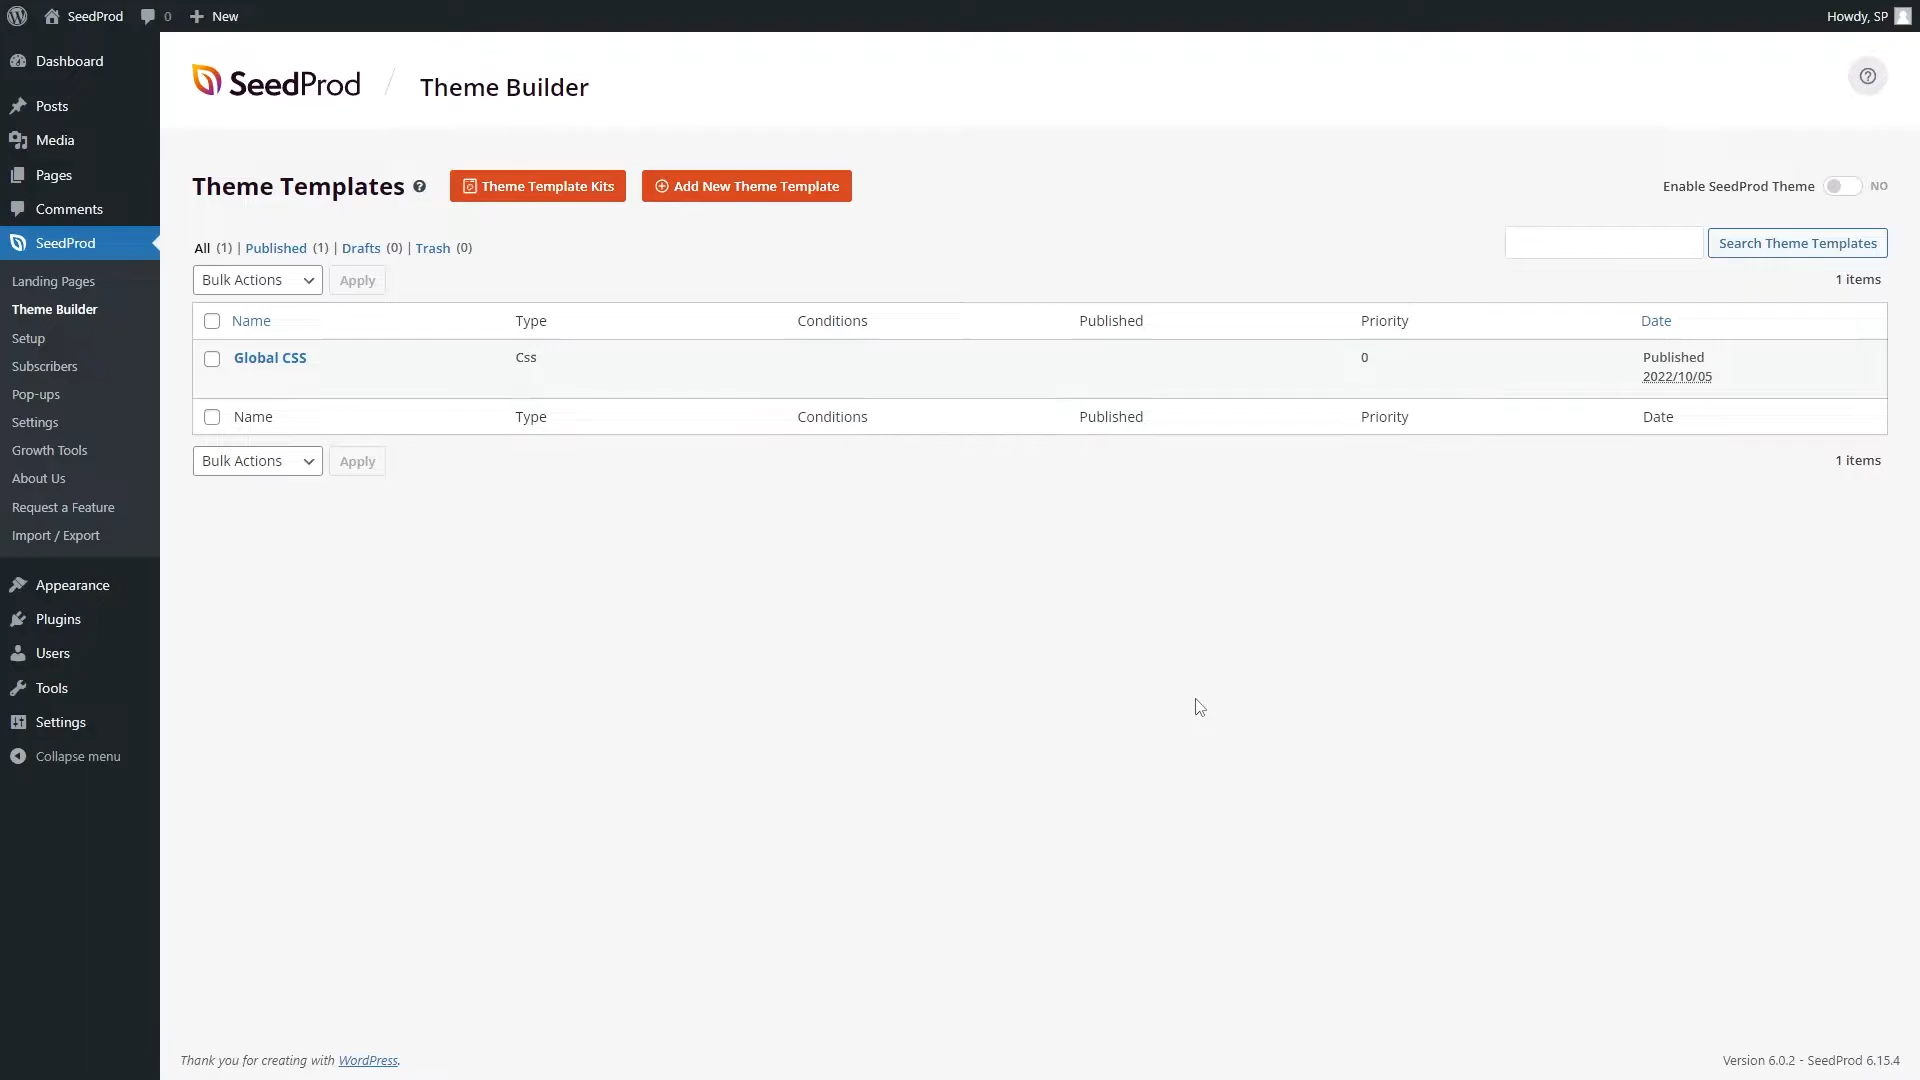 SeedProd 0 New Howdy, SP
Dashboard
Posts
Media
Pages
Comments
SeedProd
Landing Pages
Theme Builder
Setup
Subscribers
Pop-ups
Settings
Growth Tools
About Us
Request a Feature
Import / Export
Appearance
Plugins
Users
Tools
Settings
Collapse menu
SeedProd / Theme Builder
Theme Templates Theme Template Kits Add New Theme Template Enable SeedProd Theme NO
All (1) | Published (1) | Drafts (0) | Trash (0) Search Theme Templates
Bulk Actions Apply 1 items
Name Type Conditions Published Priority Date
Global CSS Css 0 Published
2022/10/05
Name Type Conditions Published Priority Date
Bulk Actions Apply 1 items
Thank you for creating with WordPress. Version 6.0.2 - SeedProd 6.15.4